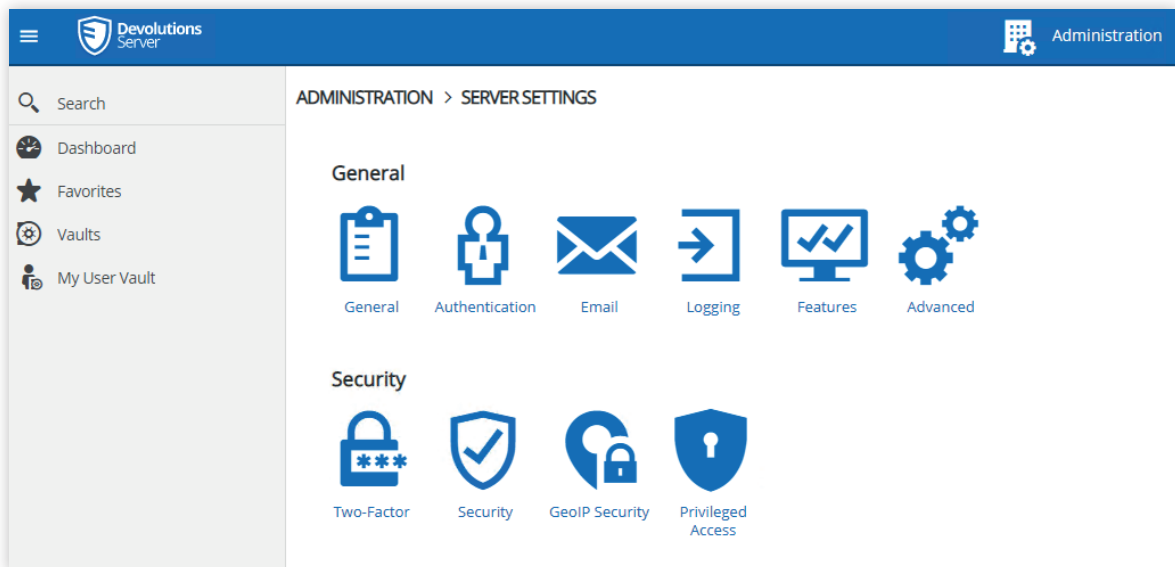 Devolutions
Server
Administration
Search
Dashboard
Favorites
Vaults
My User Vault
ADMINISTRATION > SERVER SETTINGS
General
General
Authentication
Email
Logging
Features
Advanced
Security
***
Two-Factor
Security
GeoIP Security
Privileged
Access